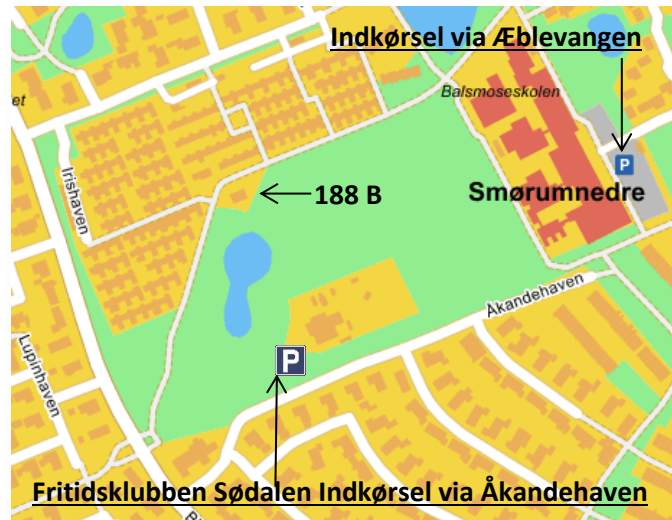 Indkørsel via Æblevangen
et
Balsmoseskolen
P
Irishaven
188 B
Smørumnedre
Åkandehaven
Lupinhaven
P
Fritidsklubben Sødalen Indkørsel via Åkandehaven